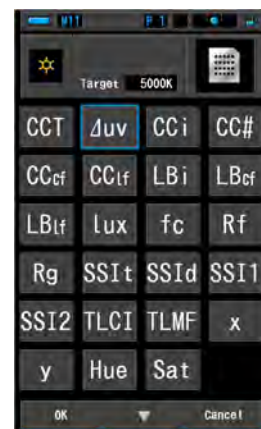 M11 P 1
Target 5000K
CCT ⊿uv CCi CC#
CCcf CCLf LBi LBcf
LBLf lux fc Rf
Rg SSIt SSId SSI1
SSI2 TLCI TLMF x
y Hue Sat
OK ▼ Cancel